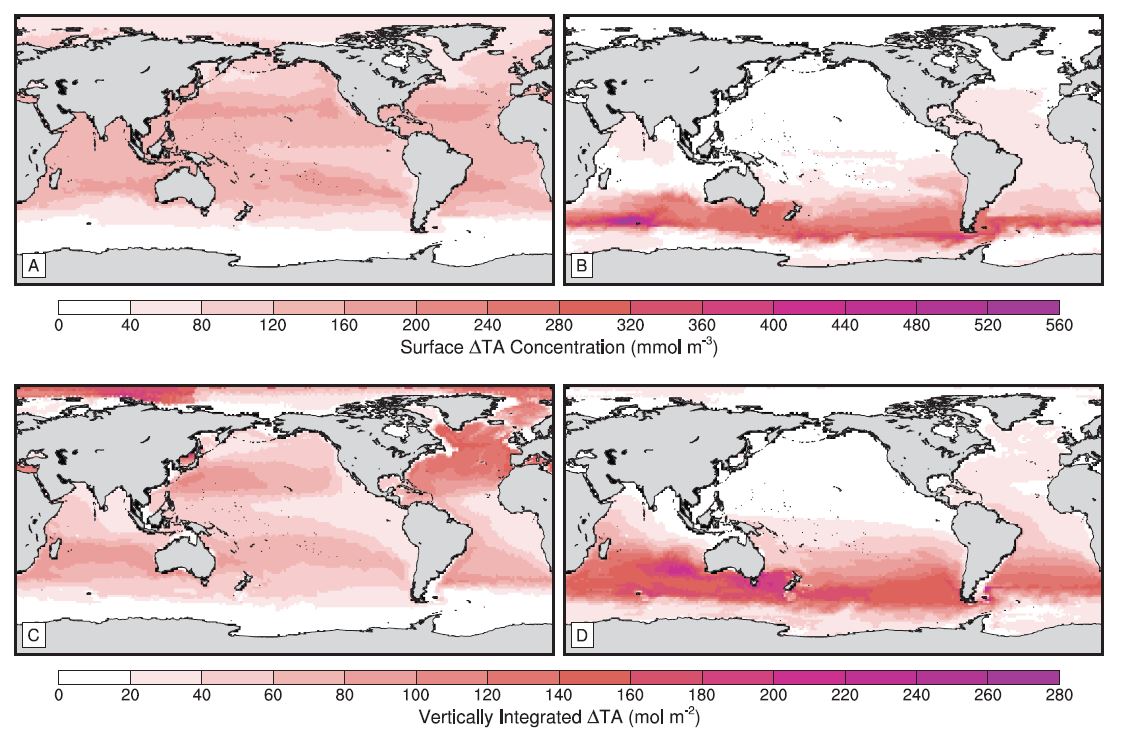 A
B
0 40 80 120 160 200 240 280 320 360 400 440 480 520 560
Surface ΔTA Concentration (mmol m⁻³)
C
D
0 20 40 60 80 100 120 140 160 180 200 220 240 260 280
Vertically Integrated ΔTA (mol m⁻²)